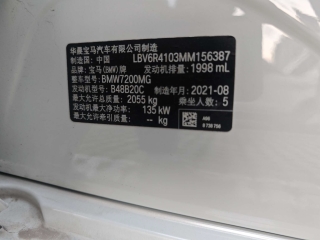 华晨宝马汽车有限公司制造
制造国：中国 LBV6R4103MM156387
品牌：宝马(BMW)牌 发动机排量：1998 mL
整车型号：BMW7200MG
发动机型号：B48B20C 制造年月：2021-08
最大允许总质量：2055 kg 乘坐人数：5
发动机最大净功率：135 kW
最大允许牵引质量：-- kg